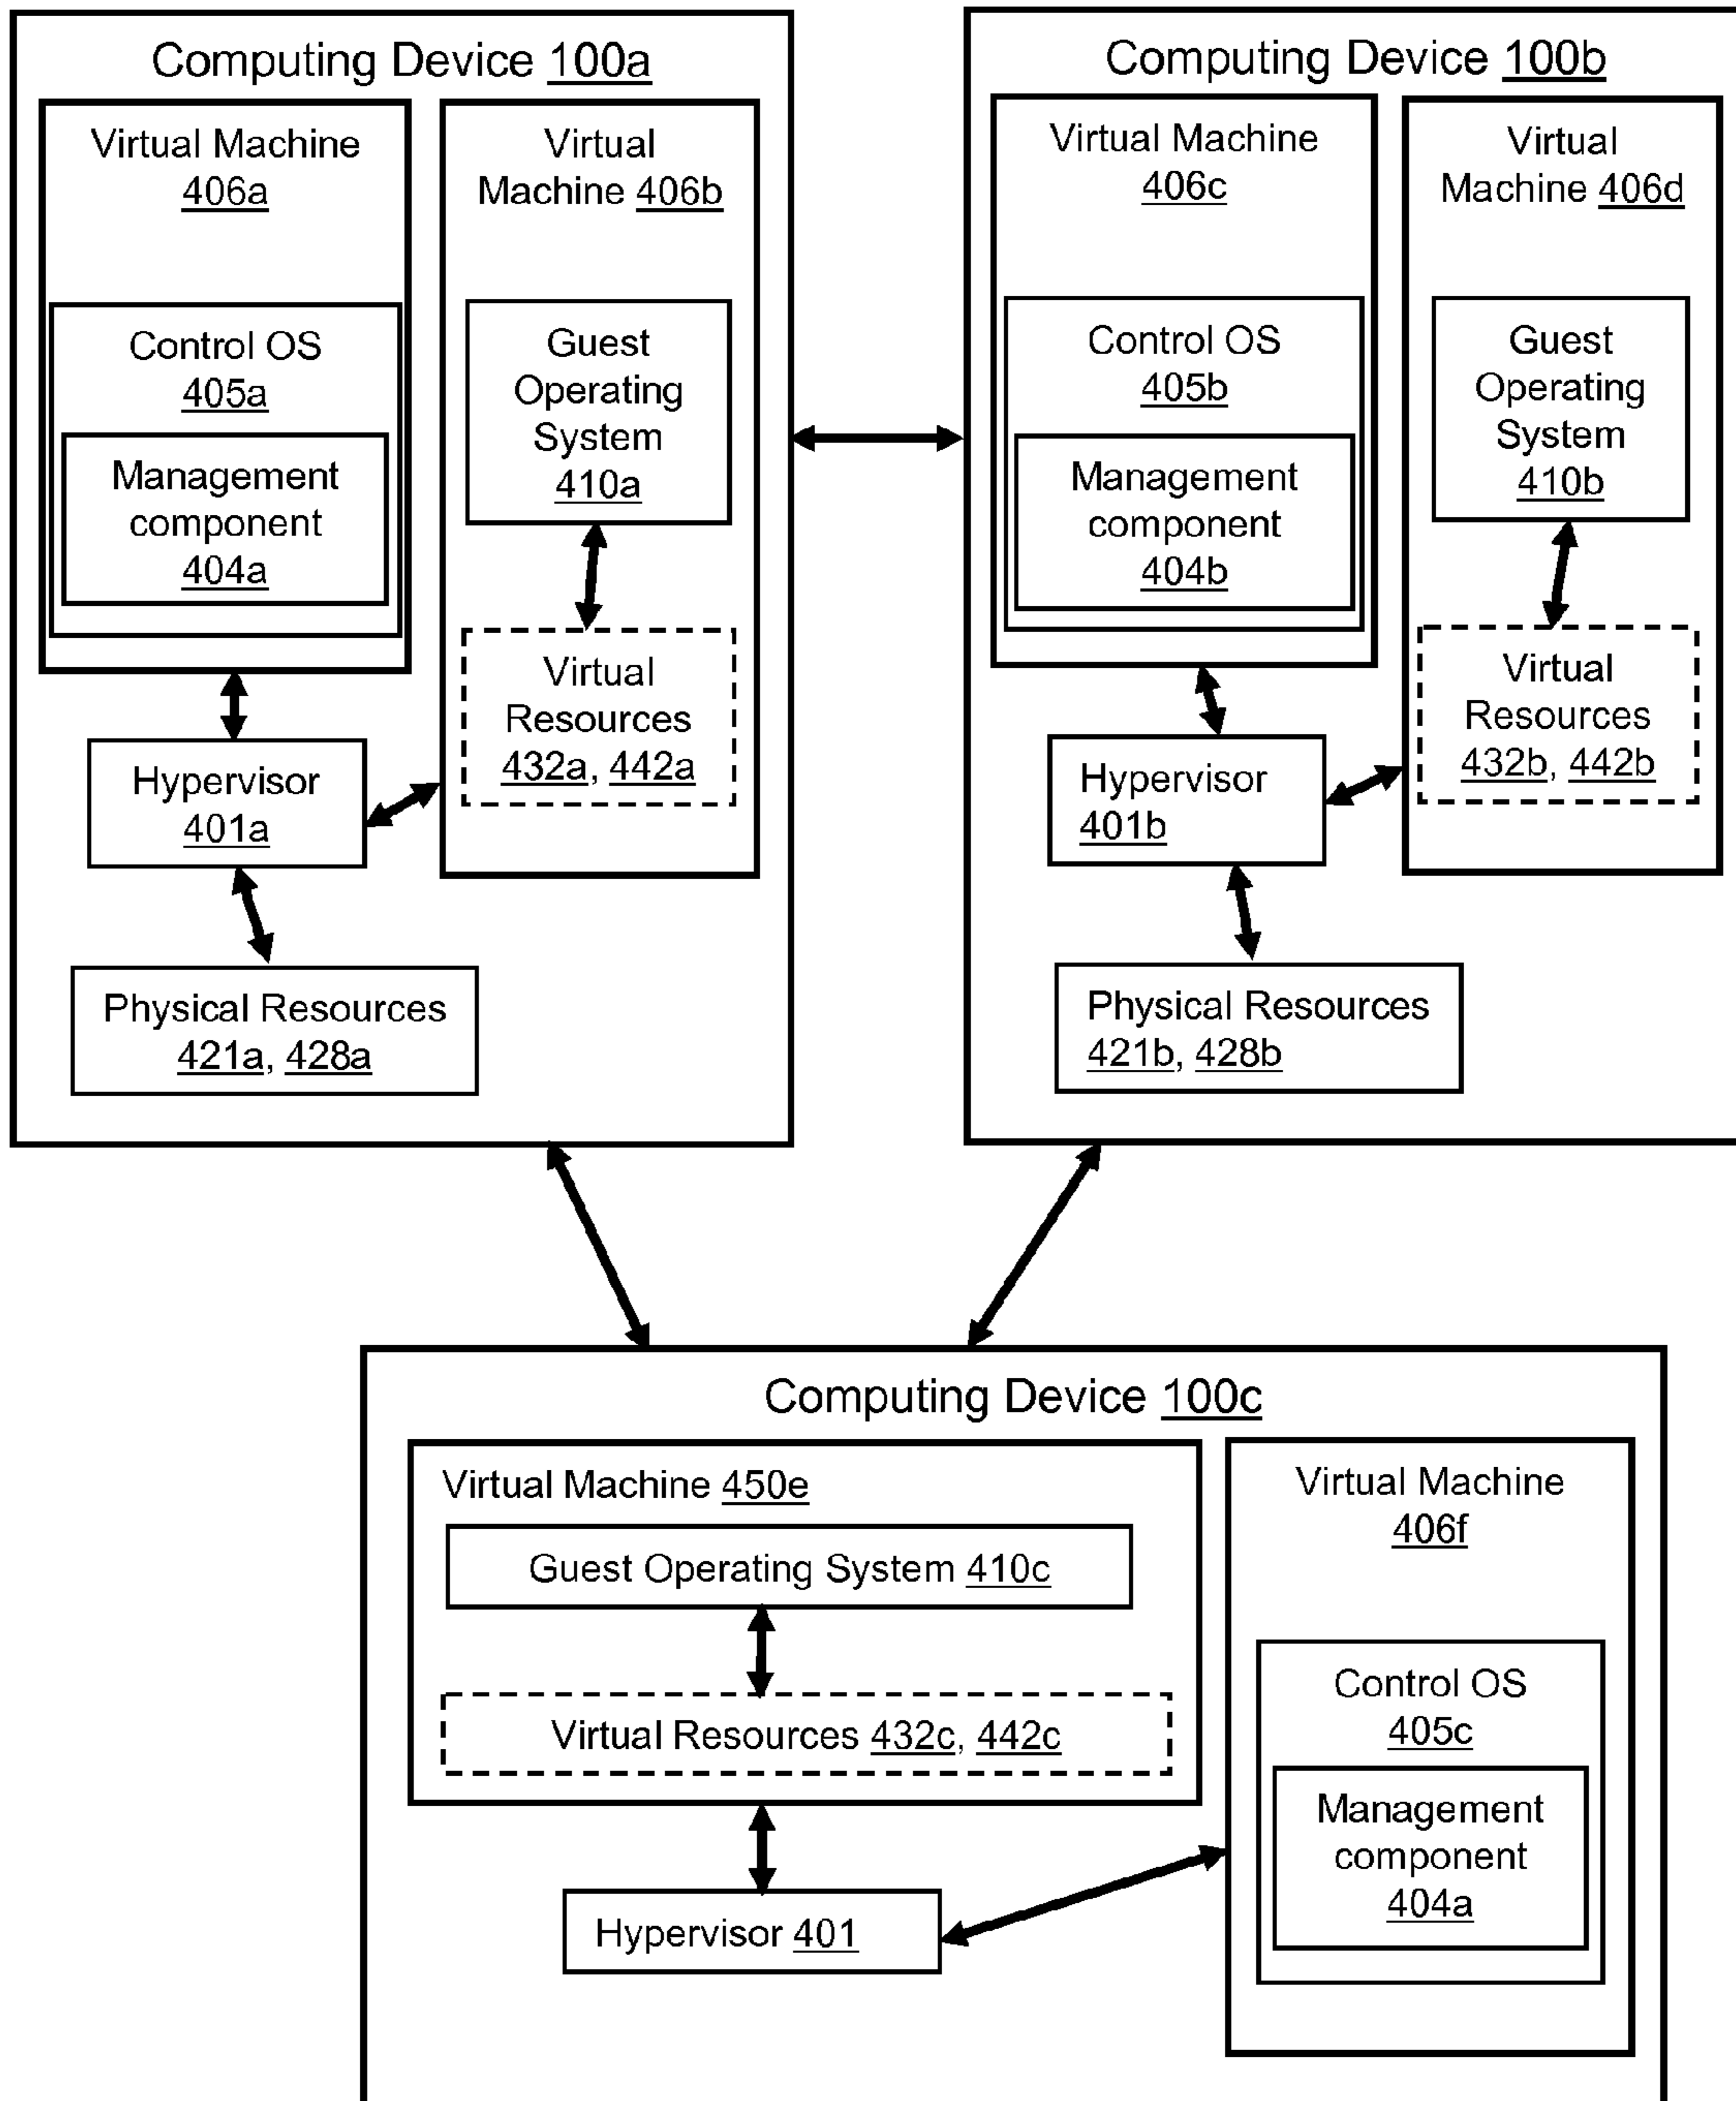 Computing Device 100a
Virtual Machine
406a
Control OS
405a
Management
component
404a
Virtual
Machine 406b
Guest
Operating
System
410a
Virtual
Resources
432a, 442a
Hypervisor
401a
Physical Resources
421a, 428a
Computing Device 100b
Virtual Machine
406c
Control OS
405b
Management
component
404b
Virtual
Machine 406d
Guest
Operating
System
410b
Virtual
Resources
432b, 442b
Hypervisor
401b
Physical Resources
421b, 428b
Computing Device 100c
Virtual Machine 450e
Guest Operating System 410c
Virtual Resources 432c, 442c
Hypervisor 401
Virtual Machine
406f
Control OS
405c
Management
component
404a